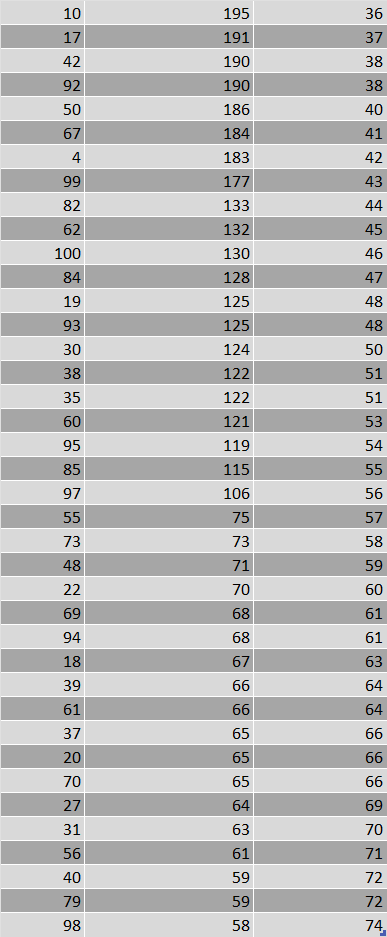 10 195 36
17 191 37
42 190 38
92 190 38
50 186 40
67 184 41
4 183 42
99 177 43
82 133 44
62 132 45
100 130 46
84 128 47
19 125 48
93 125 48
30 124 50
38 122 51
35 122 51
60 121 53
95 119 54
85 115 55
97 106 56
55 75 57
73 73 58
48 71 59
22 70 60
69 68 61
94 68 61
18 67 63
39 66 64
61 66 64
37 65 66
20 65 66
70 65 66
27 64 69
31 63 70
56 61 71
40 59 72
79 59 72
98 58 74